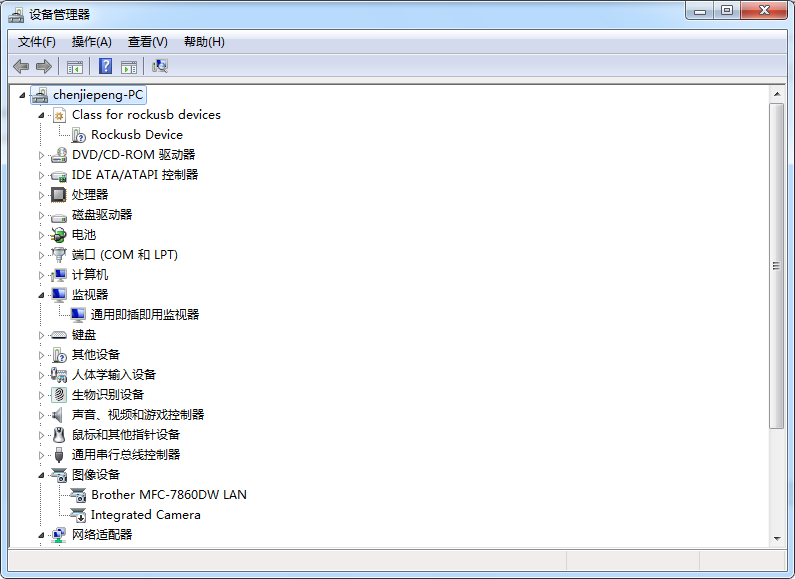 设备管理器
文件(F) 操作(A) 查看(V) 帮助(H)
chenjiepeng-PC
Class for rockusb devices
Rockusb Device
DVD/CD-ROM 驱动器
IDE ATA/ATAPI 控制器
处理器
磁盘驱动器
电池
端口 (COM 和 LPT)
计算机
监视器
通用即插即用监视器
键盘
其他设备
人体学输入设备
生物识别设备
声音、视频和游戏控制器
鼠标和其他指针设备
通用串行总线控制器
图像设备
Brother MFC-7860DW LAN
Integrated Camera
网络适配器